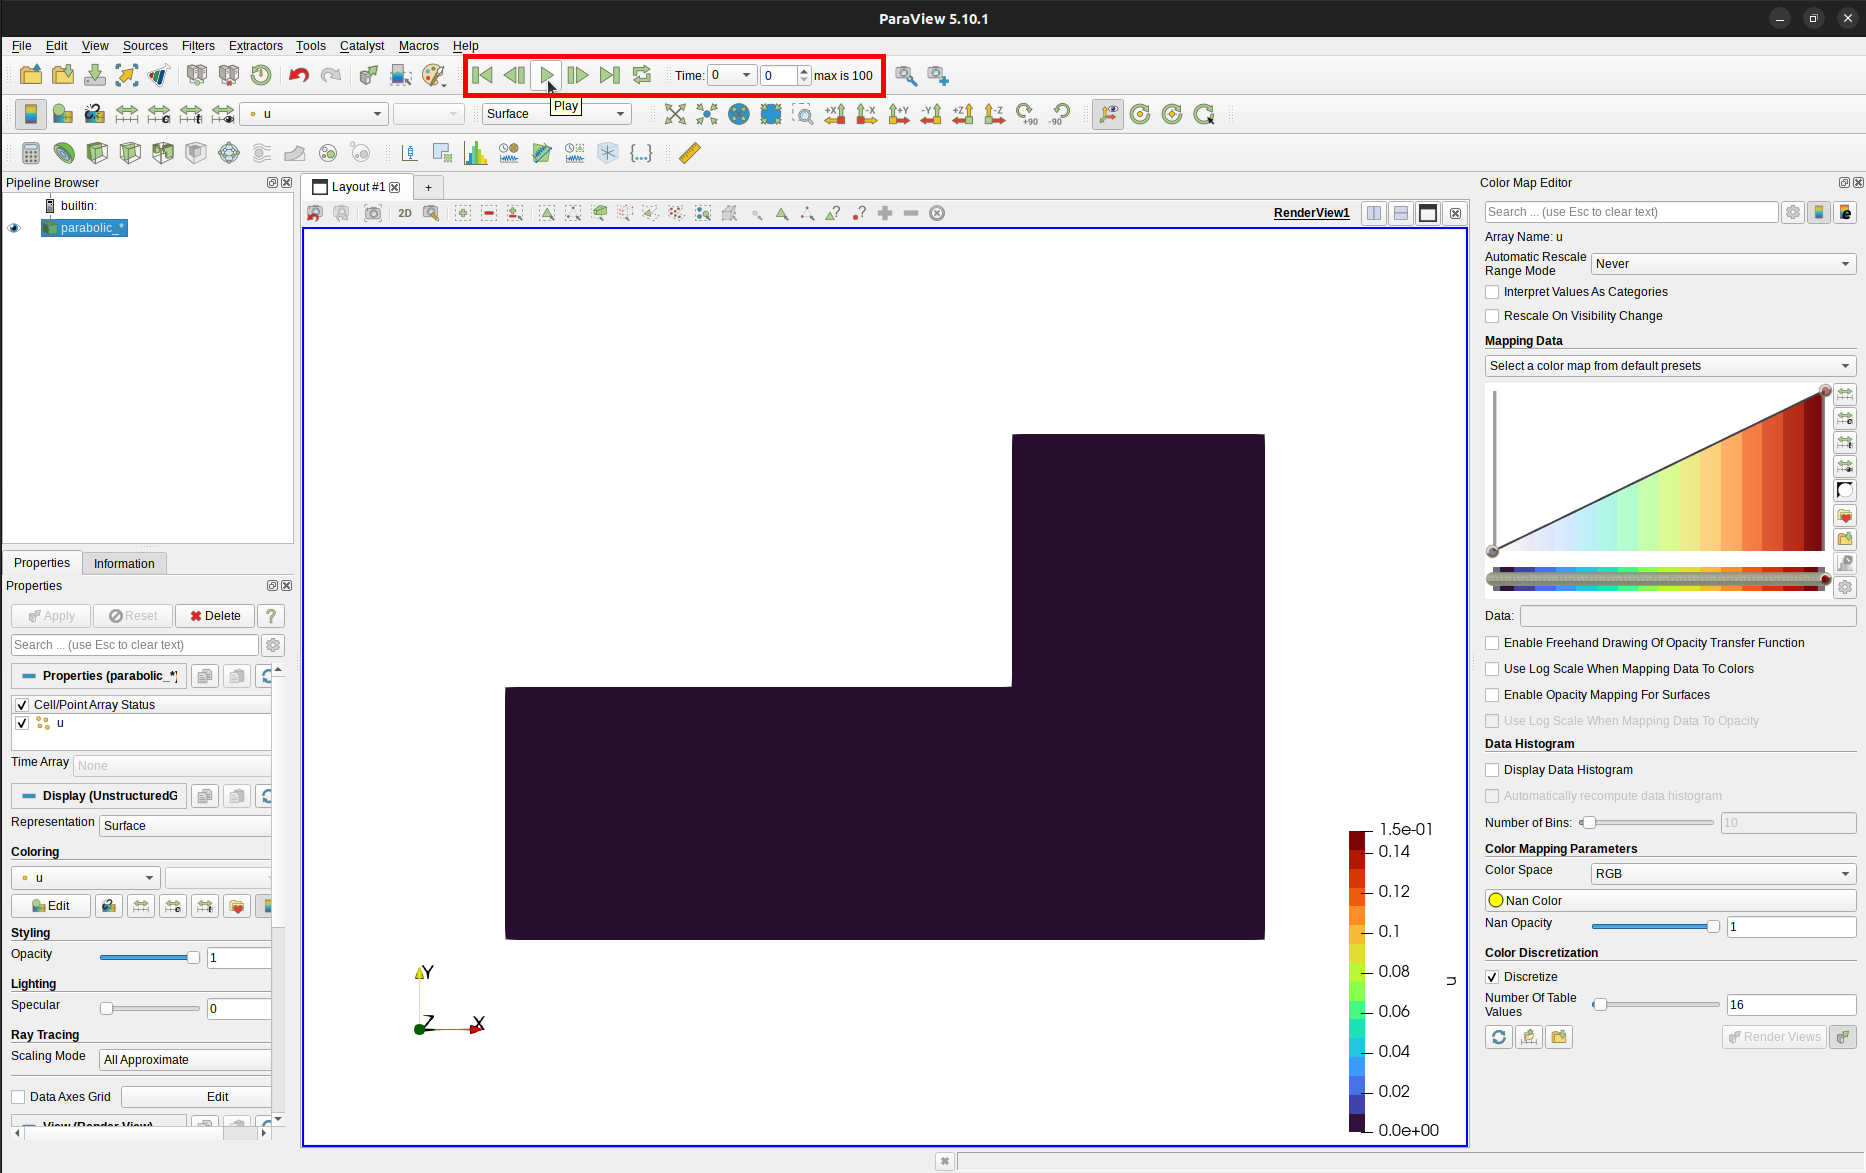 ParaView 5.10.1
File Edit View Sources Filters Extractors Tools Catalyst Macros Help
Time: 0 0 max is 100
Play
u Surface +X -X +Y -Y +Z -Z +90 -90
Pipeline Browser
builtin:
parabolic_*
Layout #1 +
2D RenderView1
Properties Information
Properties
Apply Reset Delete ?
Search ... (use Esc to clear text)
Properties (parabolic_*)
Cell/Point Array Status
u
Time Array None
Display (UnstructuredG
Representation Surface
Coloring
u
Edit
Styling
Opacity 1
Lighting
Specular 0
Ray Tracing
Scaling Mode All Approximate
Data Axes Grid Edit
View (Render View)
Y
Z X
1.5e-01
0.14
0.12
0.1
0.08
0.06
0.04
0.02
0.0e+00
u
Color Map Editor
Search ... (use Esc to clear text)
Array Name: u
Automatic Rescale
Range Mode Never
Interpret Values As Categories
Rescale On Visibility Change
Mapping Data
Select a color map from default presets
Data:
Enable Freehand Drawing Of Opacity Transfer Function
Use Log Scale When Mapping Data To Colors
Enable Opacity Mapping For Surfaces
Use Log Scale When Mapping Data To Opacity
Data Histogram
Display Data Histogram
Automatically recompute data histogram
Number of Bins: 10
Color Mapping Parameters
Color Space RGB
Nan Color
Nan Opacity 1
Color Discretization
Discretize
Number Of Table
Values 16
Render Views